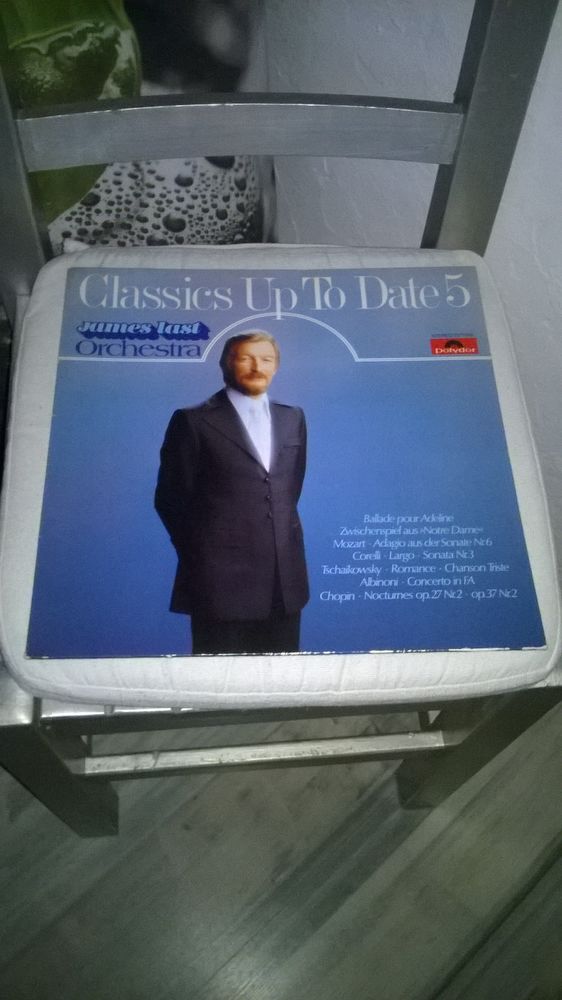 Classics Up To Date 5
James Last
Orchestra
Polydor
Ballade pour Adeline
Zwischenspiel aus »Notre Dame«
Mozart · Adagio aus der Sonate Nr.6
Corelli · Largo · Sonata Nr.3
Tschaikowsky · Romance · Chanson Triste
Albinoni · Concerto in FA
Chopin · Nocturnes op.27 Nr.2 · op.37 Nr.2